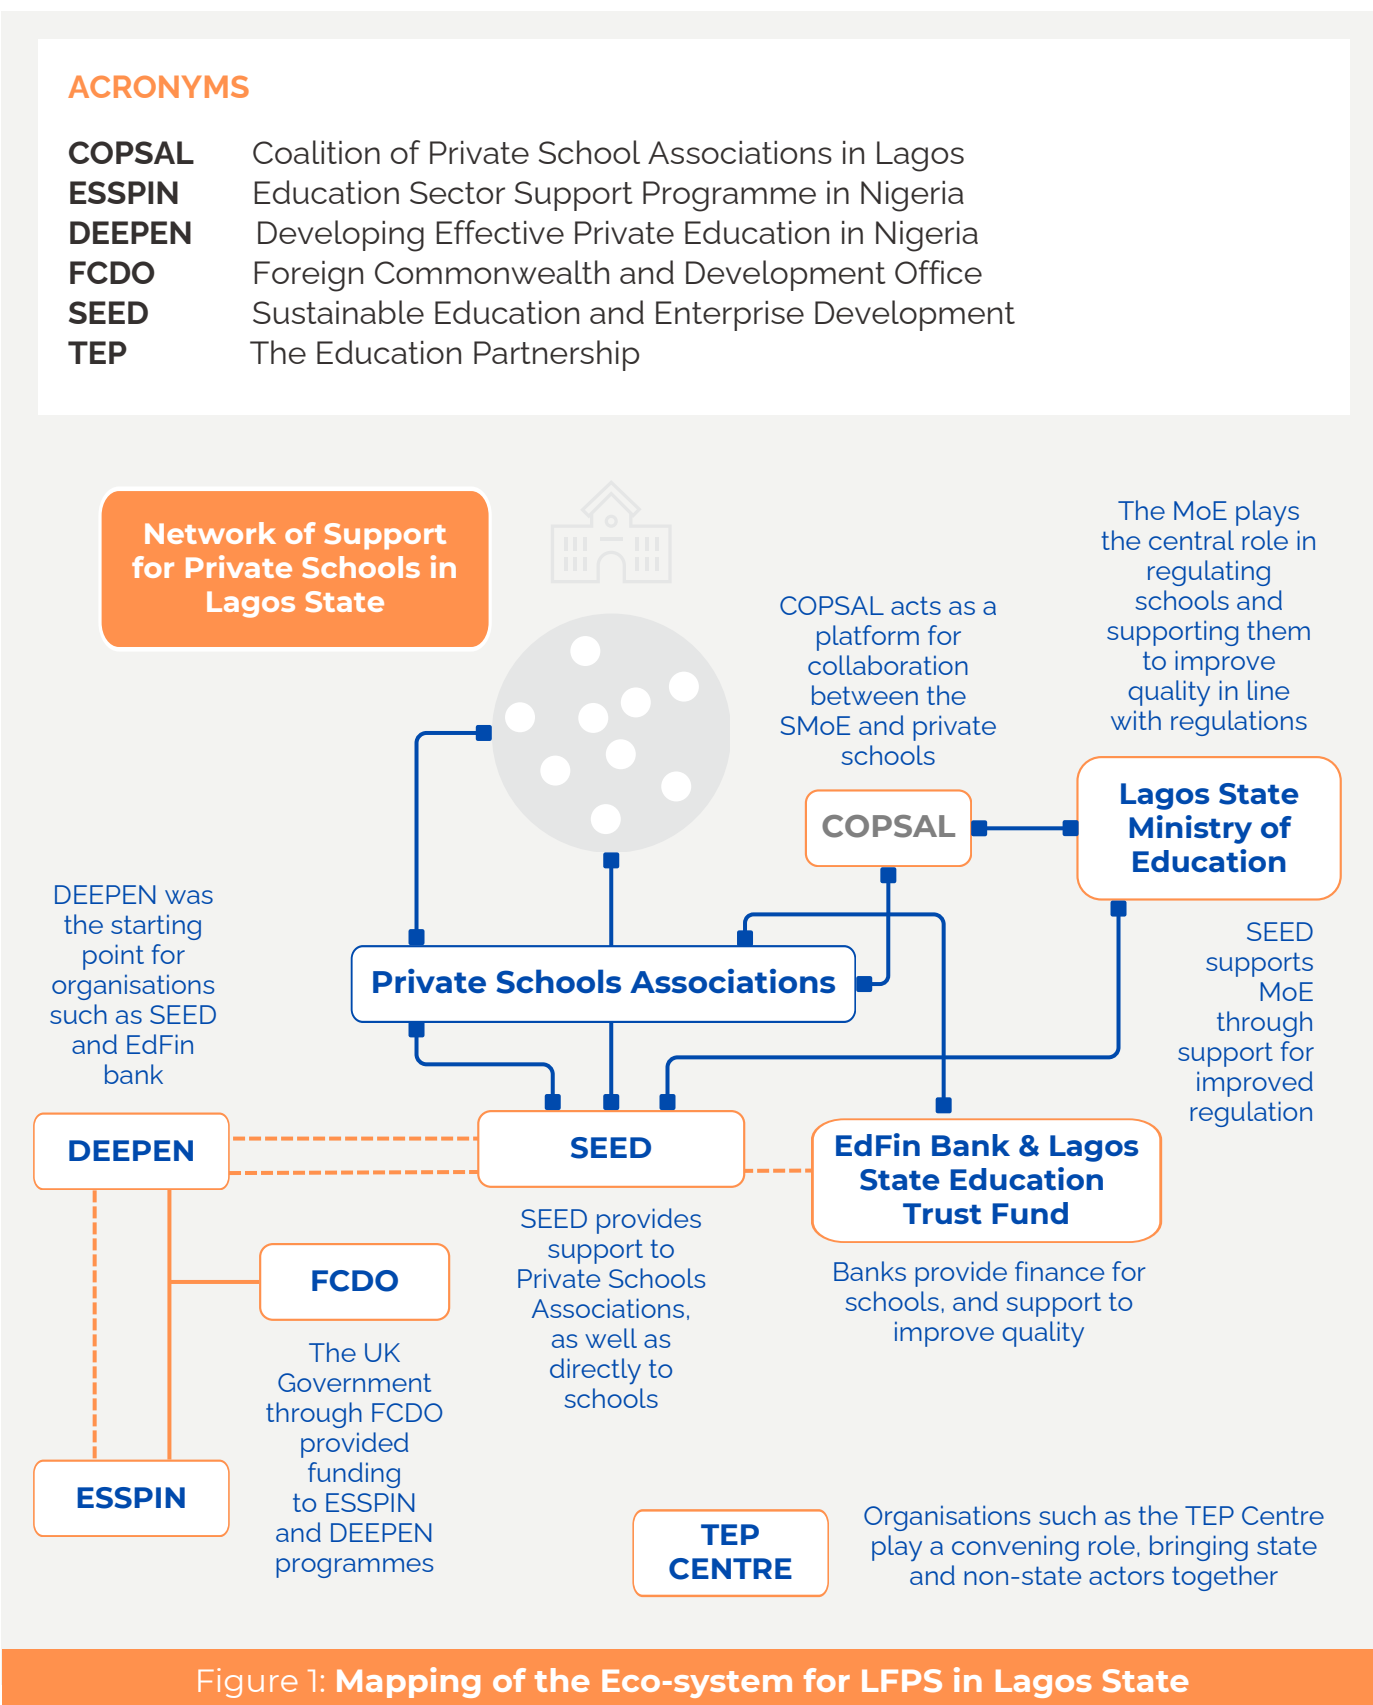 ACRONYMS
COPSAL Coalition of Private School Associations in Lagos
ESSPIN Education Sector Support Programme in Nigeria
DEEPEN Developing Effective Private Education in Nigeria
FCDO Foreign Commonwealth and Development Office
SEED Sustainable Education and Enterprise Development
TEP The Education Partnership
Network of Support
for Private Schools in
Lagos State
The MoE plays
the central role in
regulating
schools and
supporting them
to improve
quality in line
with regulations
COPSAL acts as a
platform for
collaboration
between the
SMoE and private
schools
Lagos State
Ministry of
Education
COPSAL
DEEPEN was
the starting
point for
organisations
such as SEED
and EdFin
bank
Private Schools Associations
SEED
supports
MoE
through
support for
improved
regulation
DEEPEN
SEED
EdFin Bank & Lagos
State Education
Trust Fund
SEED provides
support to
Private Schools
Associations,
as well as
directly to
schools
Banks provide finance for
schools, and support to
improve quality
FCDO
The UK
Government
through FCDO
provided
funding
to ESSPIN
and DEEPEN
programmes
ESSPIN
TEP
CENTRE
Organisations such as the TEP Centre
play a convening role, bringing state
and non-state actors together
Figure 1: Mapping of the Eco-system for LFPS in Lagos State